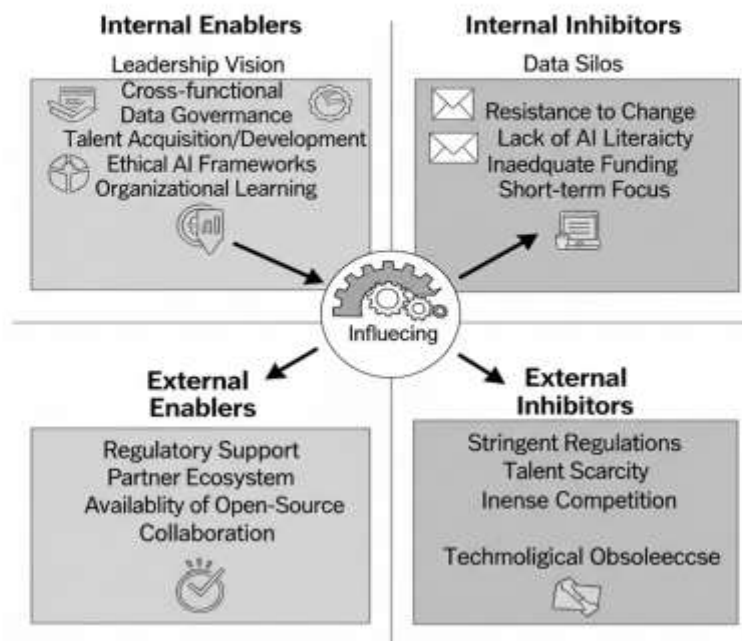 Internal Enablers
Leadership Vision
Cross-functional
Data Governance
Talent Acquisition/Development
Ethical AI Frameworks
Organizational Learning
Internal Inhibitors
Data Silos
Resistance to Change
Lack of AI Literaicty
Inaedquate Funding
Short-term Focus
Influecing
External
Enablers
Regulatory Support
Partner Ecosystem
Availablity of Open-Source
Collaboration
External
Inhibitors
Stringent Regulations
Talent Scarcity
Inense Competition
Techmoligical Obsoleeccse